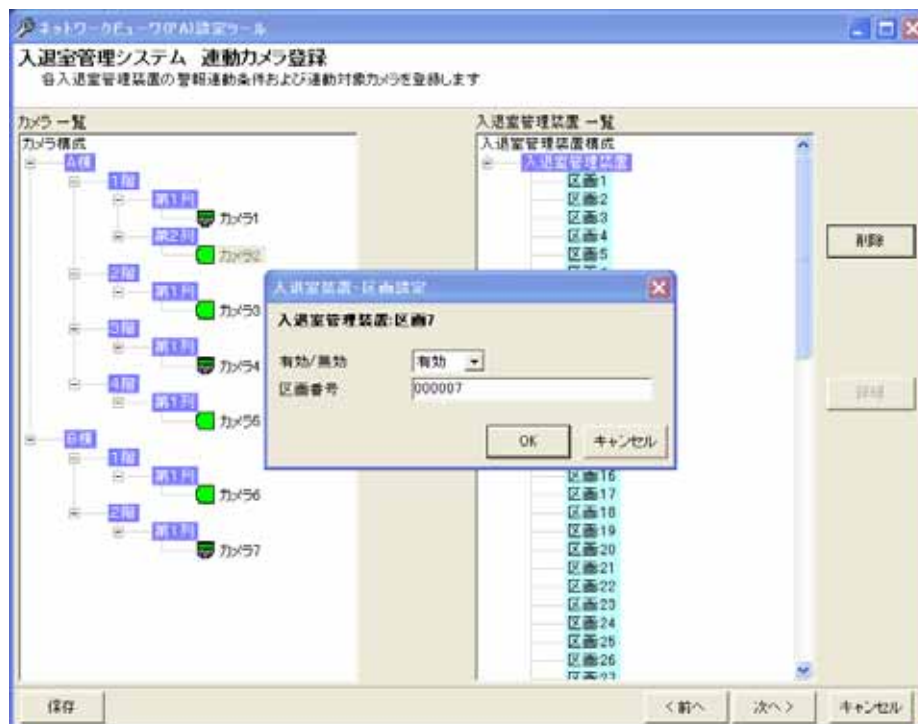 ネットワークビューワ(PA)設定ツール
入退室管理システム 連動カメラ登録
各入退室管理装置の警報連動条件および連動対象カメラを登録します
カメラ一覧
カメラ構成
A棟
1階
第1列
カメラ1
第2列
カメラ2
2階
第1列
カメラ3
3階
第1列
カメラ4
4階
第1列
B棟
1階
第1列
カメラ6
2階
第1列
カメラ7
入退室管理装置一覧
入退室管理装置構成
入退室管理装置
区画1
区画2
区画3
区画4
区画5
区画16
区画17
区画18
区画19
区画20
区画21
区画22
区画23
区画24
区画25
区画26
区画27
削除
詳細
入退室装置・区画設定
入退室管理装置:区画7
有効/無効
有効
区画番号
000007
OK
キャンセル
保存
<前へ
次へ>
キャンセル